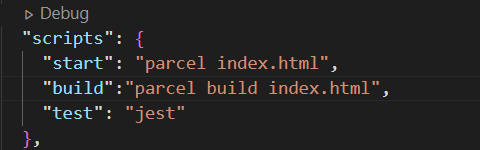 Debug
"scripts": {
"start": "parcel index.html",
"build":"parcel build index.html",
"test": "jest"
},